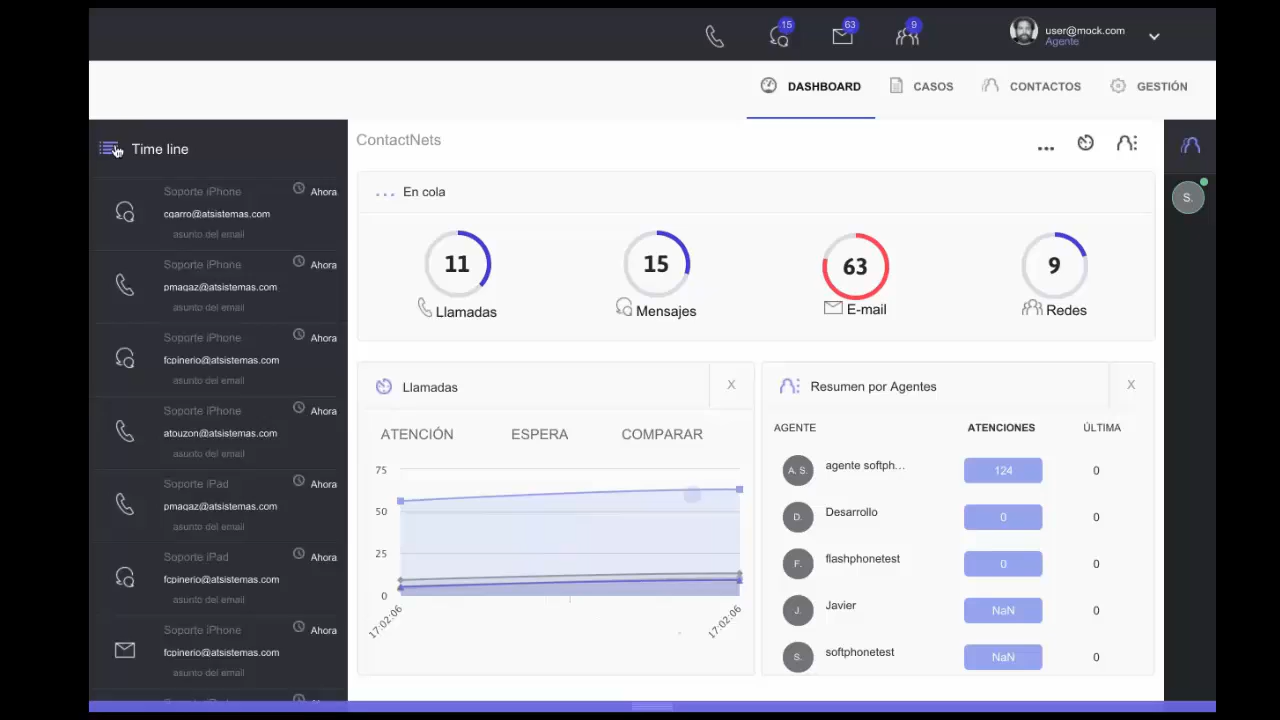 15
63
9
user@mock.com
Agente
DASHBOARD
CASOS
CONTACTOS
GESTIÓN
Time line
Soporte iPhone
Ahora
cgarro@atsistemas.com
asunto del email
Soporte iPhone
Ahora
pmagaz@atsistemas.com
asunto del email
Soporte iPhone
Ahora
fcpinerio@atsistemas.com
asunto del email
Soporte iPhone
Ahora
atouzon@atsistemas.com
asunto del email
Soporte iPad
Ahora
pmagaz@atsistemas.com
asunto del email
Soporte iPad
Ahora
fcpinerio@atsistemas.com
asunto del email
Soporte iPhone
Ahora
fcpinerio@atsistemas.com
asunto del email
ContactNets
En cola
11
Llamadas
15
Mensajes
63
E-mail
9
Redes
S.
Llamadas
X
ATENCIÓN
ESPERA
COMPARAR
75
50
25
0
17:02:06
17:02:06
Resumen por Agentes
X
AGENTE
ATENCIONES
ÚLTIMA
A. S.
agente softph...
124
0
D.
Desarrollo
0
0
F.
flashphonetest
0
0
J.
Javier
NaN
0
S.
softphonetest
NaN
0